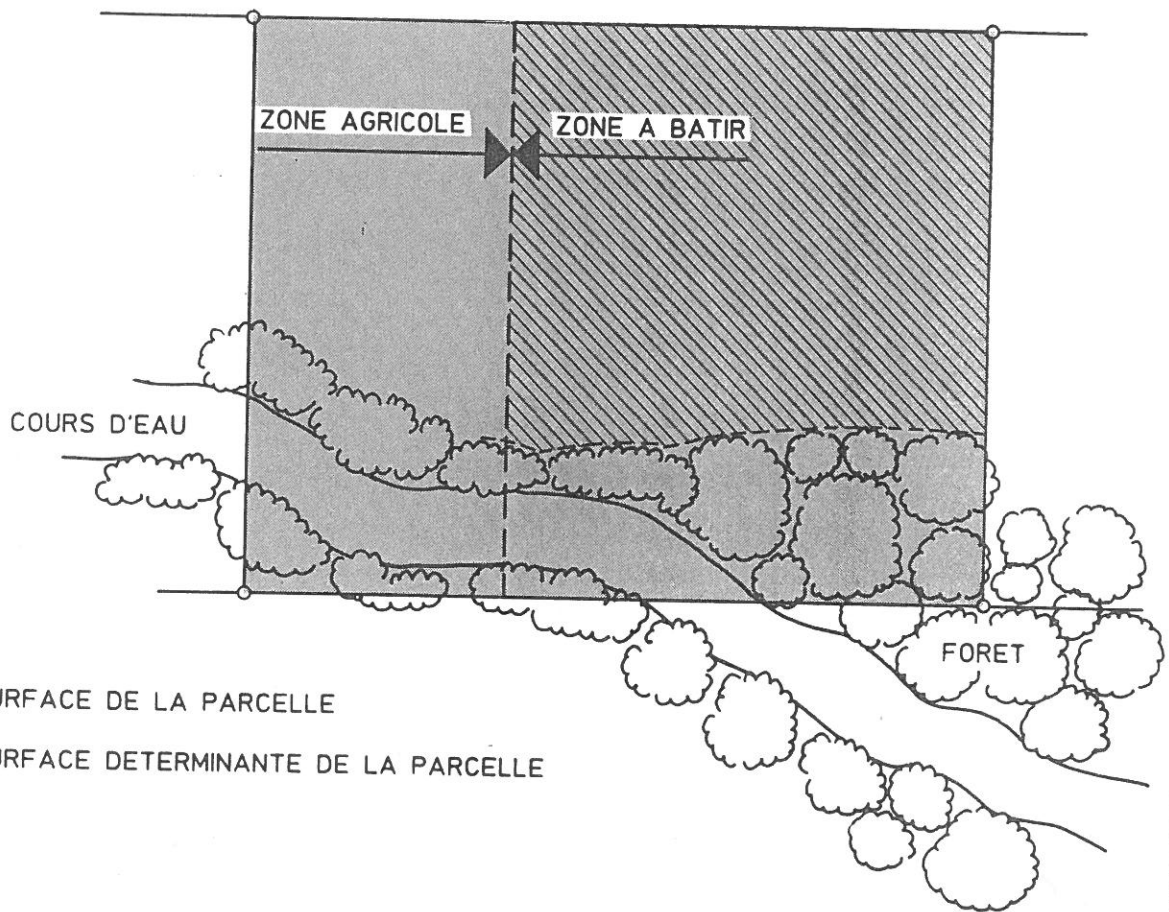 ZONE AGRICOLE
ZONE A BATIR
COURS D'EAU
FORET
URFACE DE LA PARCELLE
URFACE DETERMINANTE DE LA PARCELLE